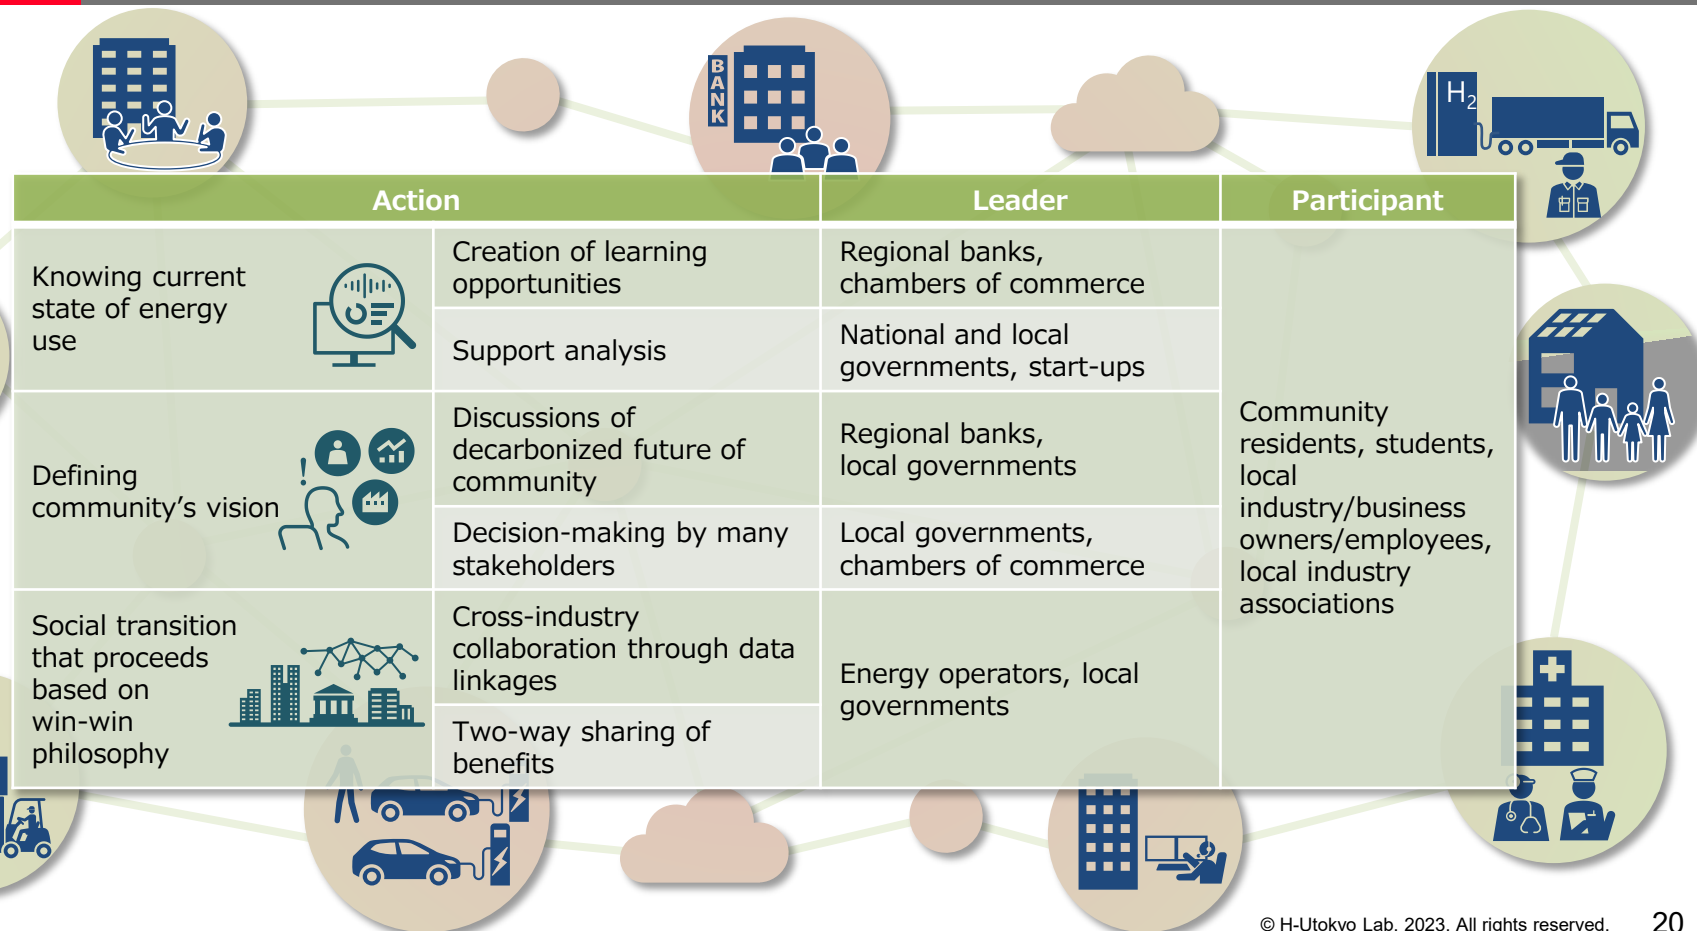 BANK
H2
Action
Leader
Participant
Knowing current
state of energy
use
Creation of learning
opportunities
Regional banks,
chambers of commerce
Support analysis
National and local
governments, start-ups
Defining
community’s vision
Discussions of
decarbonized future of
community
Regional banks,
local governments
Decision-making by many
stakeholders
Local governments,
chambers of commerce
Social transition
that proceeds
based on
win-win
philosophy
Cross-industry
collaboration through data
linkages
Two-way sharing of
benefits
Energy operators, local
governments
Community
residents, students,
local
industry/business
owners/employees,
local industry
associations
© H-Utokyo Lab. 2023. All rights reserved.
20